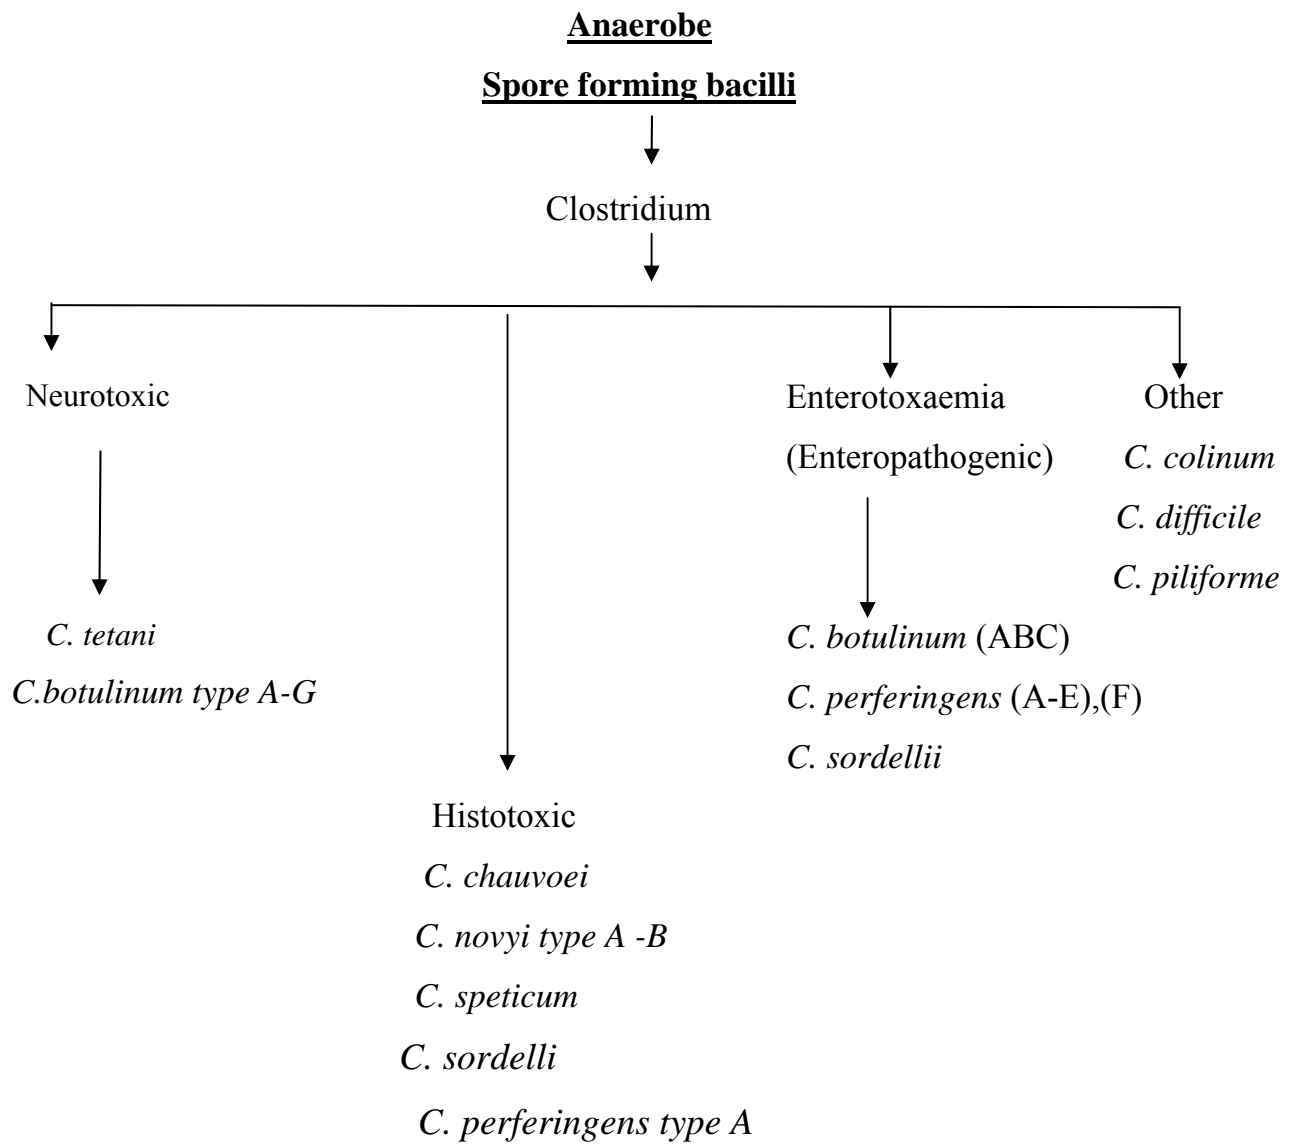 Anaerobe
Spore forming bacilli
Clostridium
Neurotoxic
C. tetani
C.botulinum type A-G
Histotoxic
C. chauvoei
C. novyi type A -B
C. speticum
C. sordelli
C. perferingens type A
Enterotoxaemia
(Enteropathogenic)
C. botulinum (ABC)
C. perferingens (A-E),(F)
C. sordellii
Other
C. colinum
C. difficile
C. piliforme